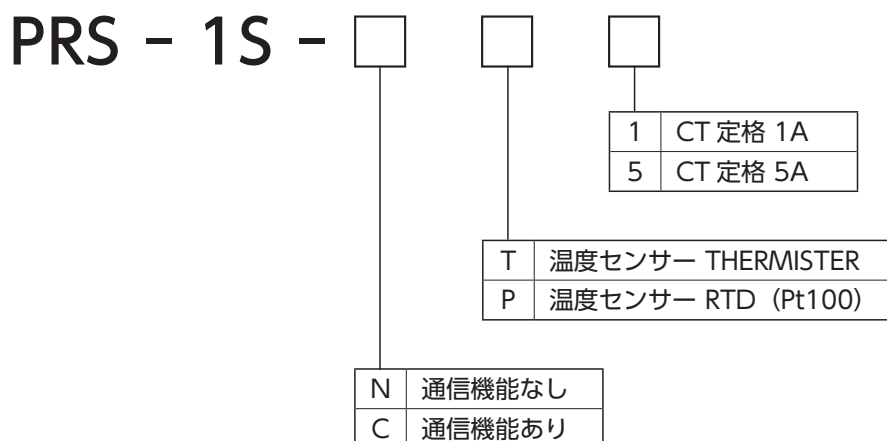 PRS - 1S - □ □ □
1 CT 定格 1A
5 CT 定格 5A
T 温度センサー THERMISTER
P 温度センサー RTD（Pt100）
N 通信機能なし
C 通信機能あり